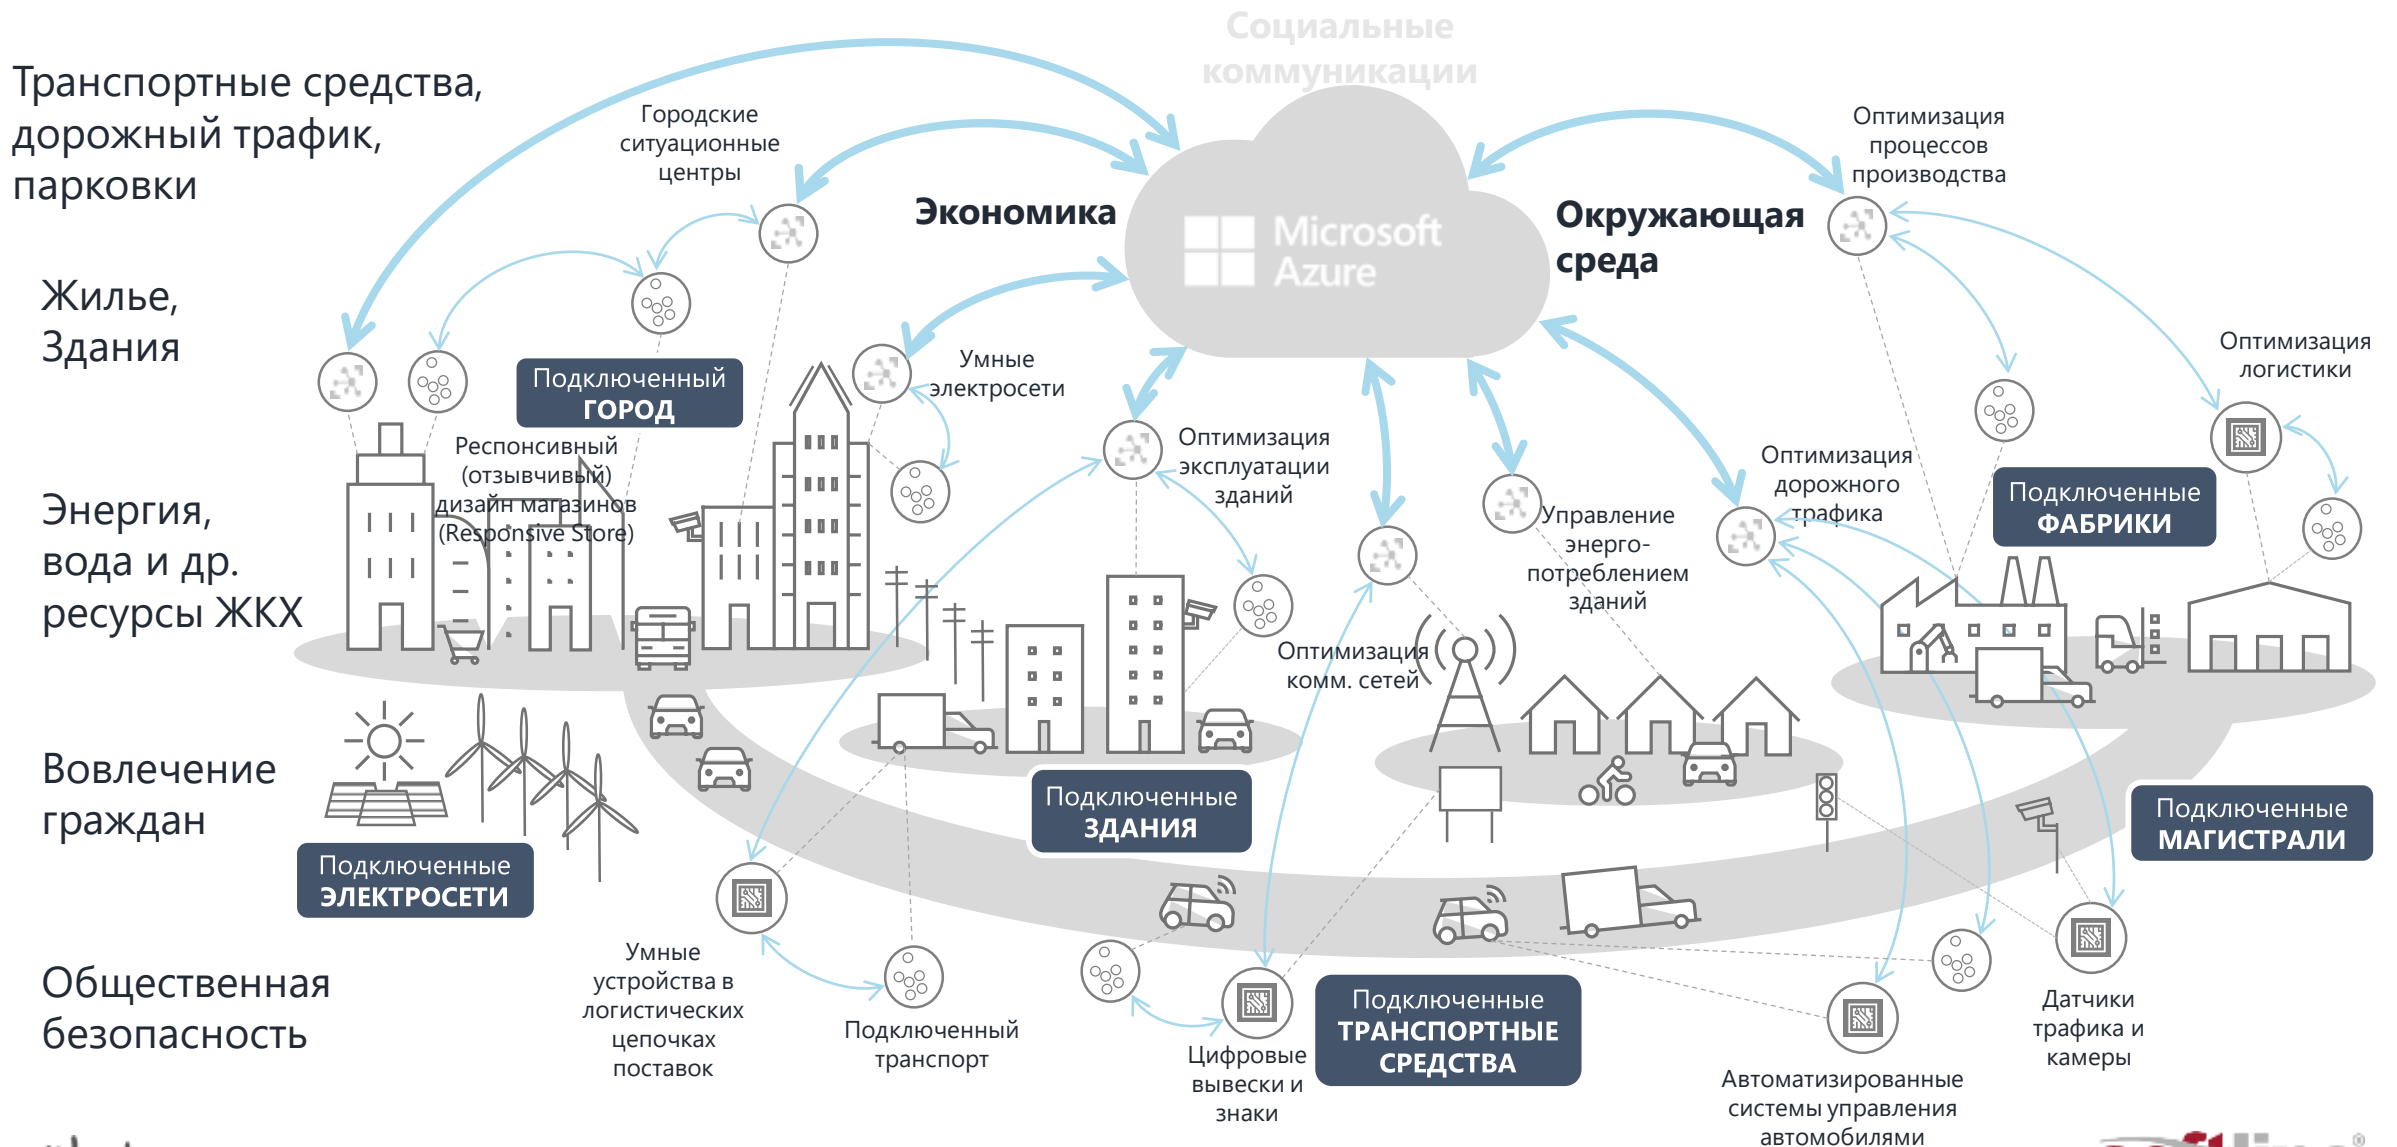 Социальные
коммуникации
Транспортные средства,
дорожный трафик,
парковки
Жилье,
Здания
Энергия,
вода и др.
ресурсы ЖКХ
Вовлечение
граждан
Общественная
безопасность
Городские
ситуационные
центры
Экономика
Microsoft
Azure
Окружающая
среда
Оптимизация
процессов
производства
Подключенный
ГОРОД
Респонсивный
(отзывчивый)
дизайн магазинов
(Responsive Store)
Умные
электросети
Оптимизация
эксплуатации
зданий
Оптимизация
комм. сетей
Управление
энерго-
потреблением
зданий
Оптимизация
дорожного
трафика
Оптимизация
логистики
Подключенные
ФАБРИКИ
Подключенные
ЭЛЕКТРОСЕТИ
Подключенные
ЗДАНИЯ
Подключенные
МАГИСТРАЛИ
Умные
устройства в
логистических
цепочках
поставок
Подключенный
транспорт
Цифровые
вывески и
знаки
Подключенные
ТРАНСПОРТНЫЕ
СРЕДСТВА
Автоматизированные
системы управления
автомобилями
Датчики
трафика и
камеры